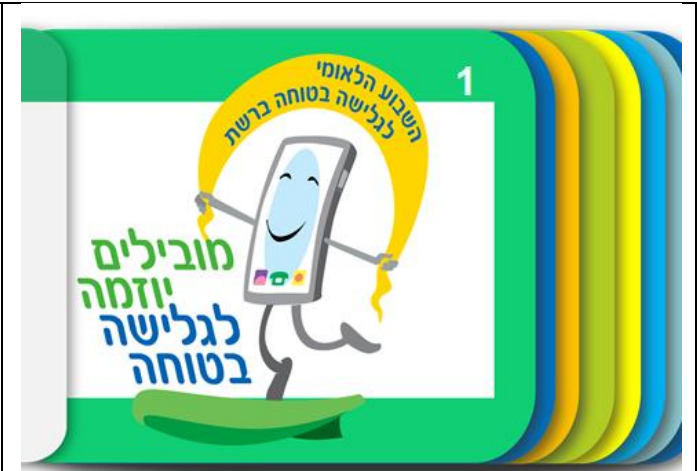 1
השבוע הלאומי
לגלישה בטוחה ברשת
מובילים
יוזמה
לגלישה
בטוחה